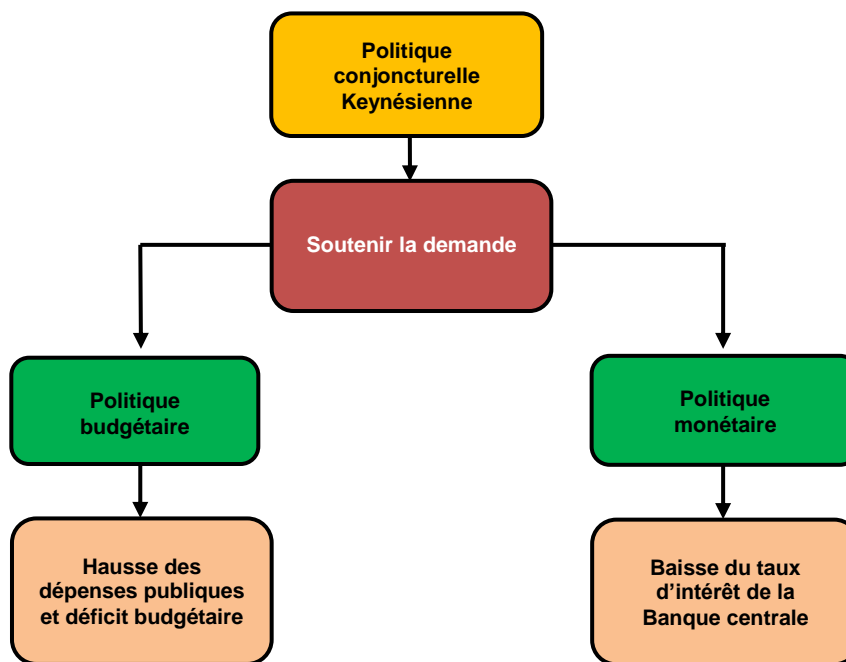 Politique
conjoncturelle
Keynésienne
Soutenir la demande
Politique
budgétaire
Politique
monétaire
Hausse des
dépenses publiques
et déficit budgétaire
Baisse du taux
d’intérêt de la
Banque centrale